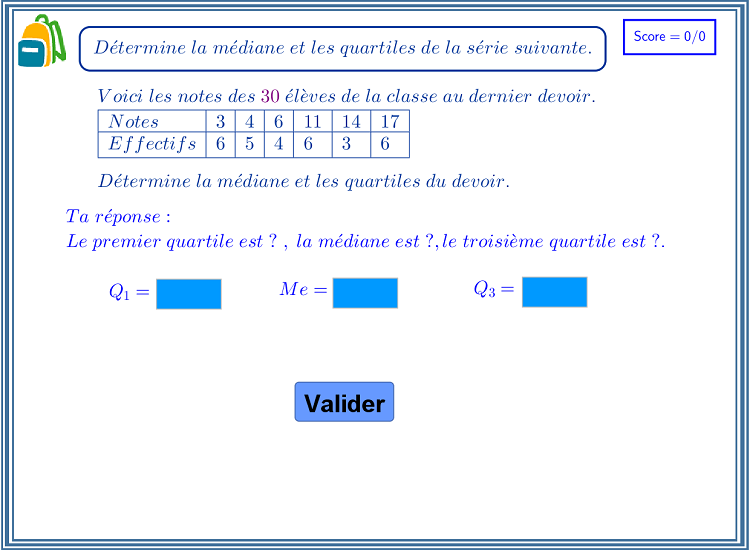 Détermine la médiane et les quartiles de la série suivante.
Score = 0/0
Voici les notes des 30 élèves de la classe au dernier devoir.
Notes 3 4 6 11 14 17
Effectifs 6 5 4 6 3 6
Détermine la médiane et les quartiles du devoir.
Ta réponse :
Le premier quartile est ? , la médiane est ?, le troisième quartile est ?.
Q₁ = Me = Q₃ =
Valider